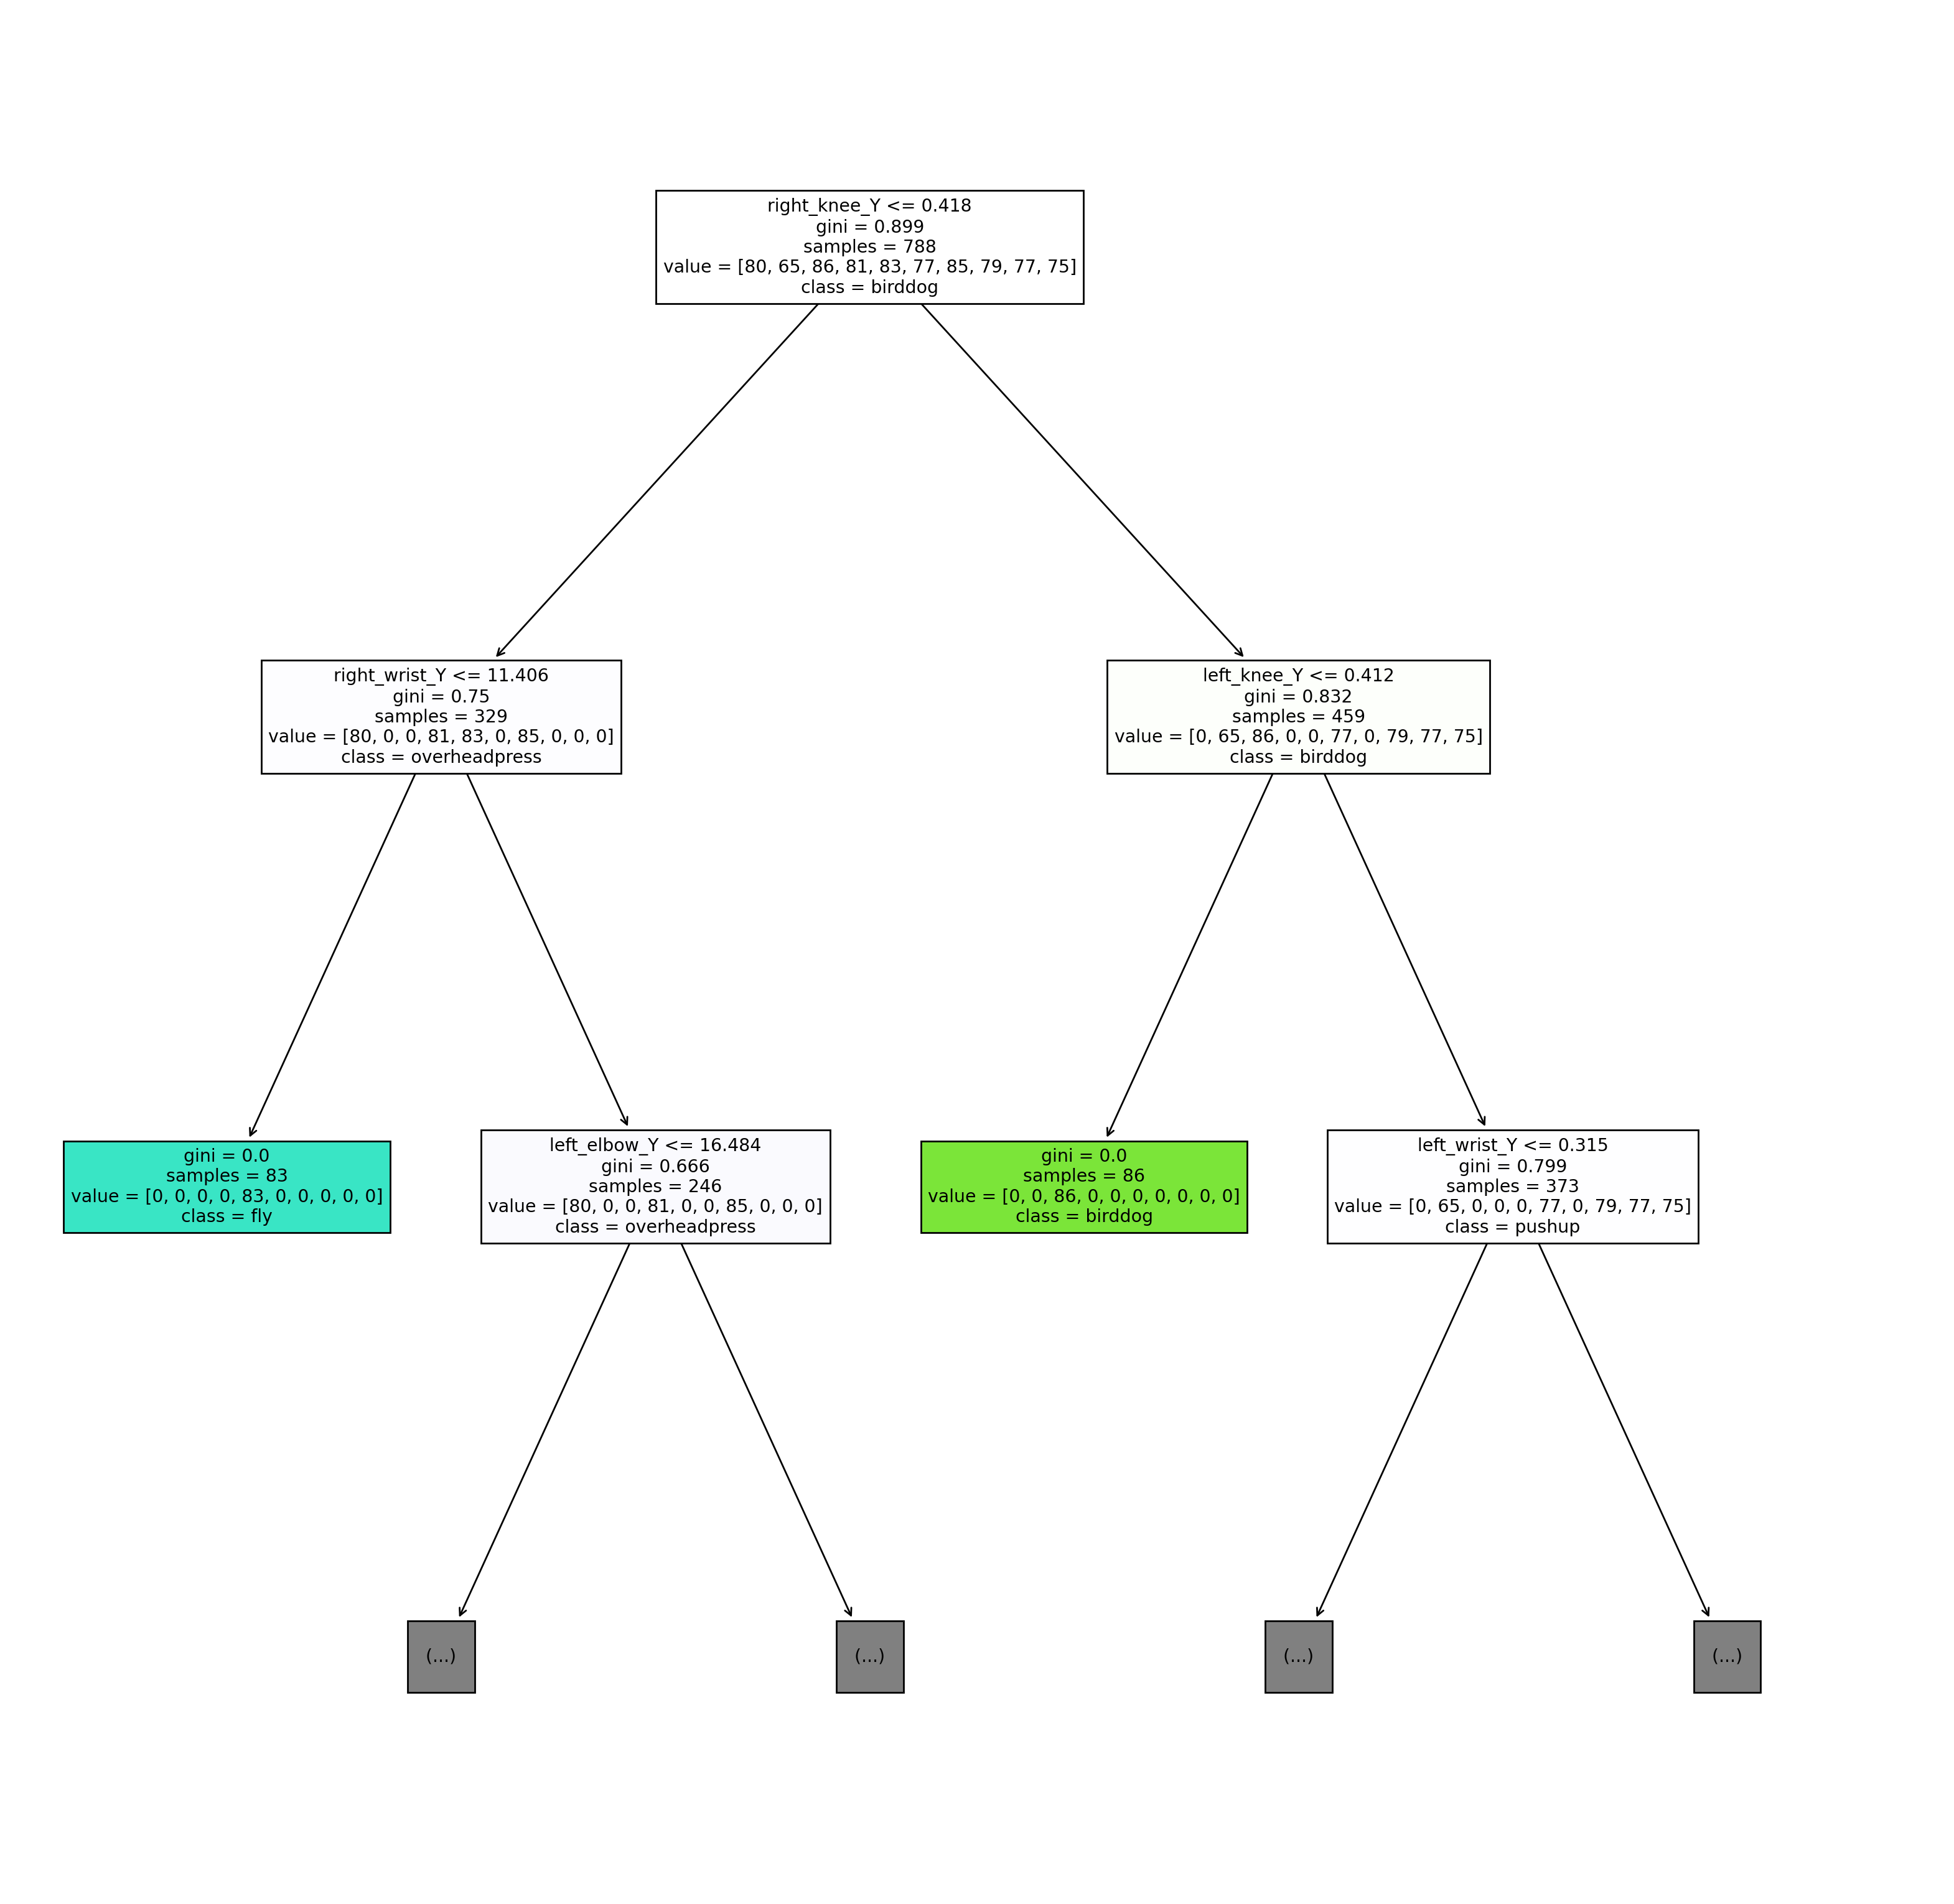 right_knee_Y <= 0.418
gini = 0.899
samples = 788
value = [80, 65, 86, 81, 83, 77, 85, 79, 77, 75]
class = birddog
right_wrist_Y <= 11.406
gini = 0.75
samples = 329
value = [80, 0, 0, 81, 83, 0, 85, 0, 0, 0]
class = overheadpress
left_knee_Y <= 0.412
gini = 0.832
samples = 459
value = [0, 65, 86, 0, 0, 77, 0, 79, 77, 75]
class = birddog
gini = 0.0
samples = 83
value = [0, 0, 0, 0, 83, 0, 0, 0, 0, 0]
class = fly
left_elbow_Y <= 16.484
gini = 0.666
samples = 246
value = [80, 0, 0, 81, 0, 0, 85, 0, 0, 0]
class = overheadpress
gini = 0.0
samples = 86
value = [0, 0, 86, 0, 0, 0, 0, 0, 0, 0]
class = birddog
left_wrist_Y <= 0.315
gini = 0.799
samples = 373
value = [0, 65, 0, 0, 0, 77, 0, 79, 77, 75]
class = pushup
(...)
(...)
(...)
(...)